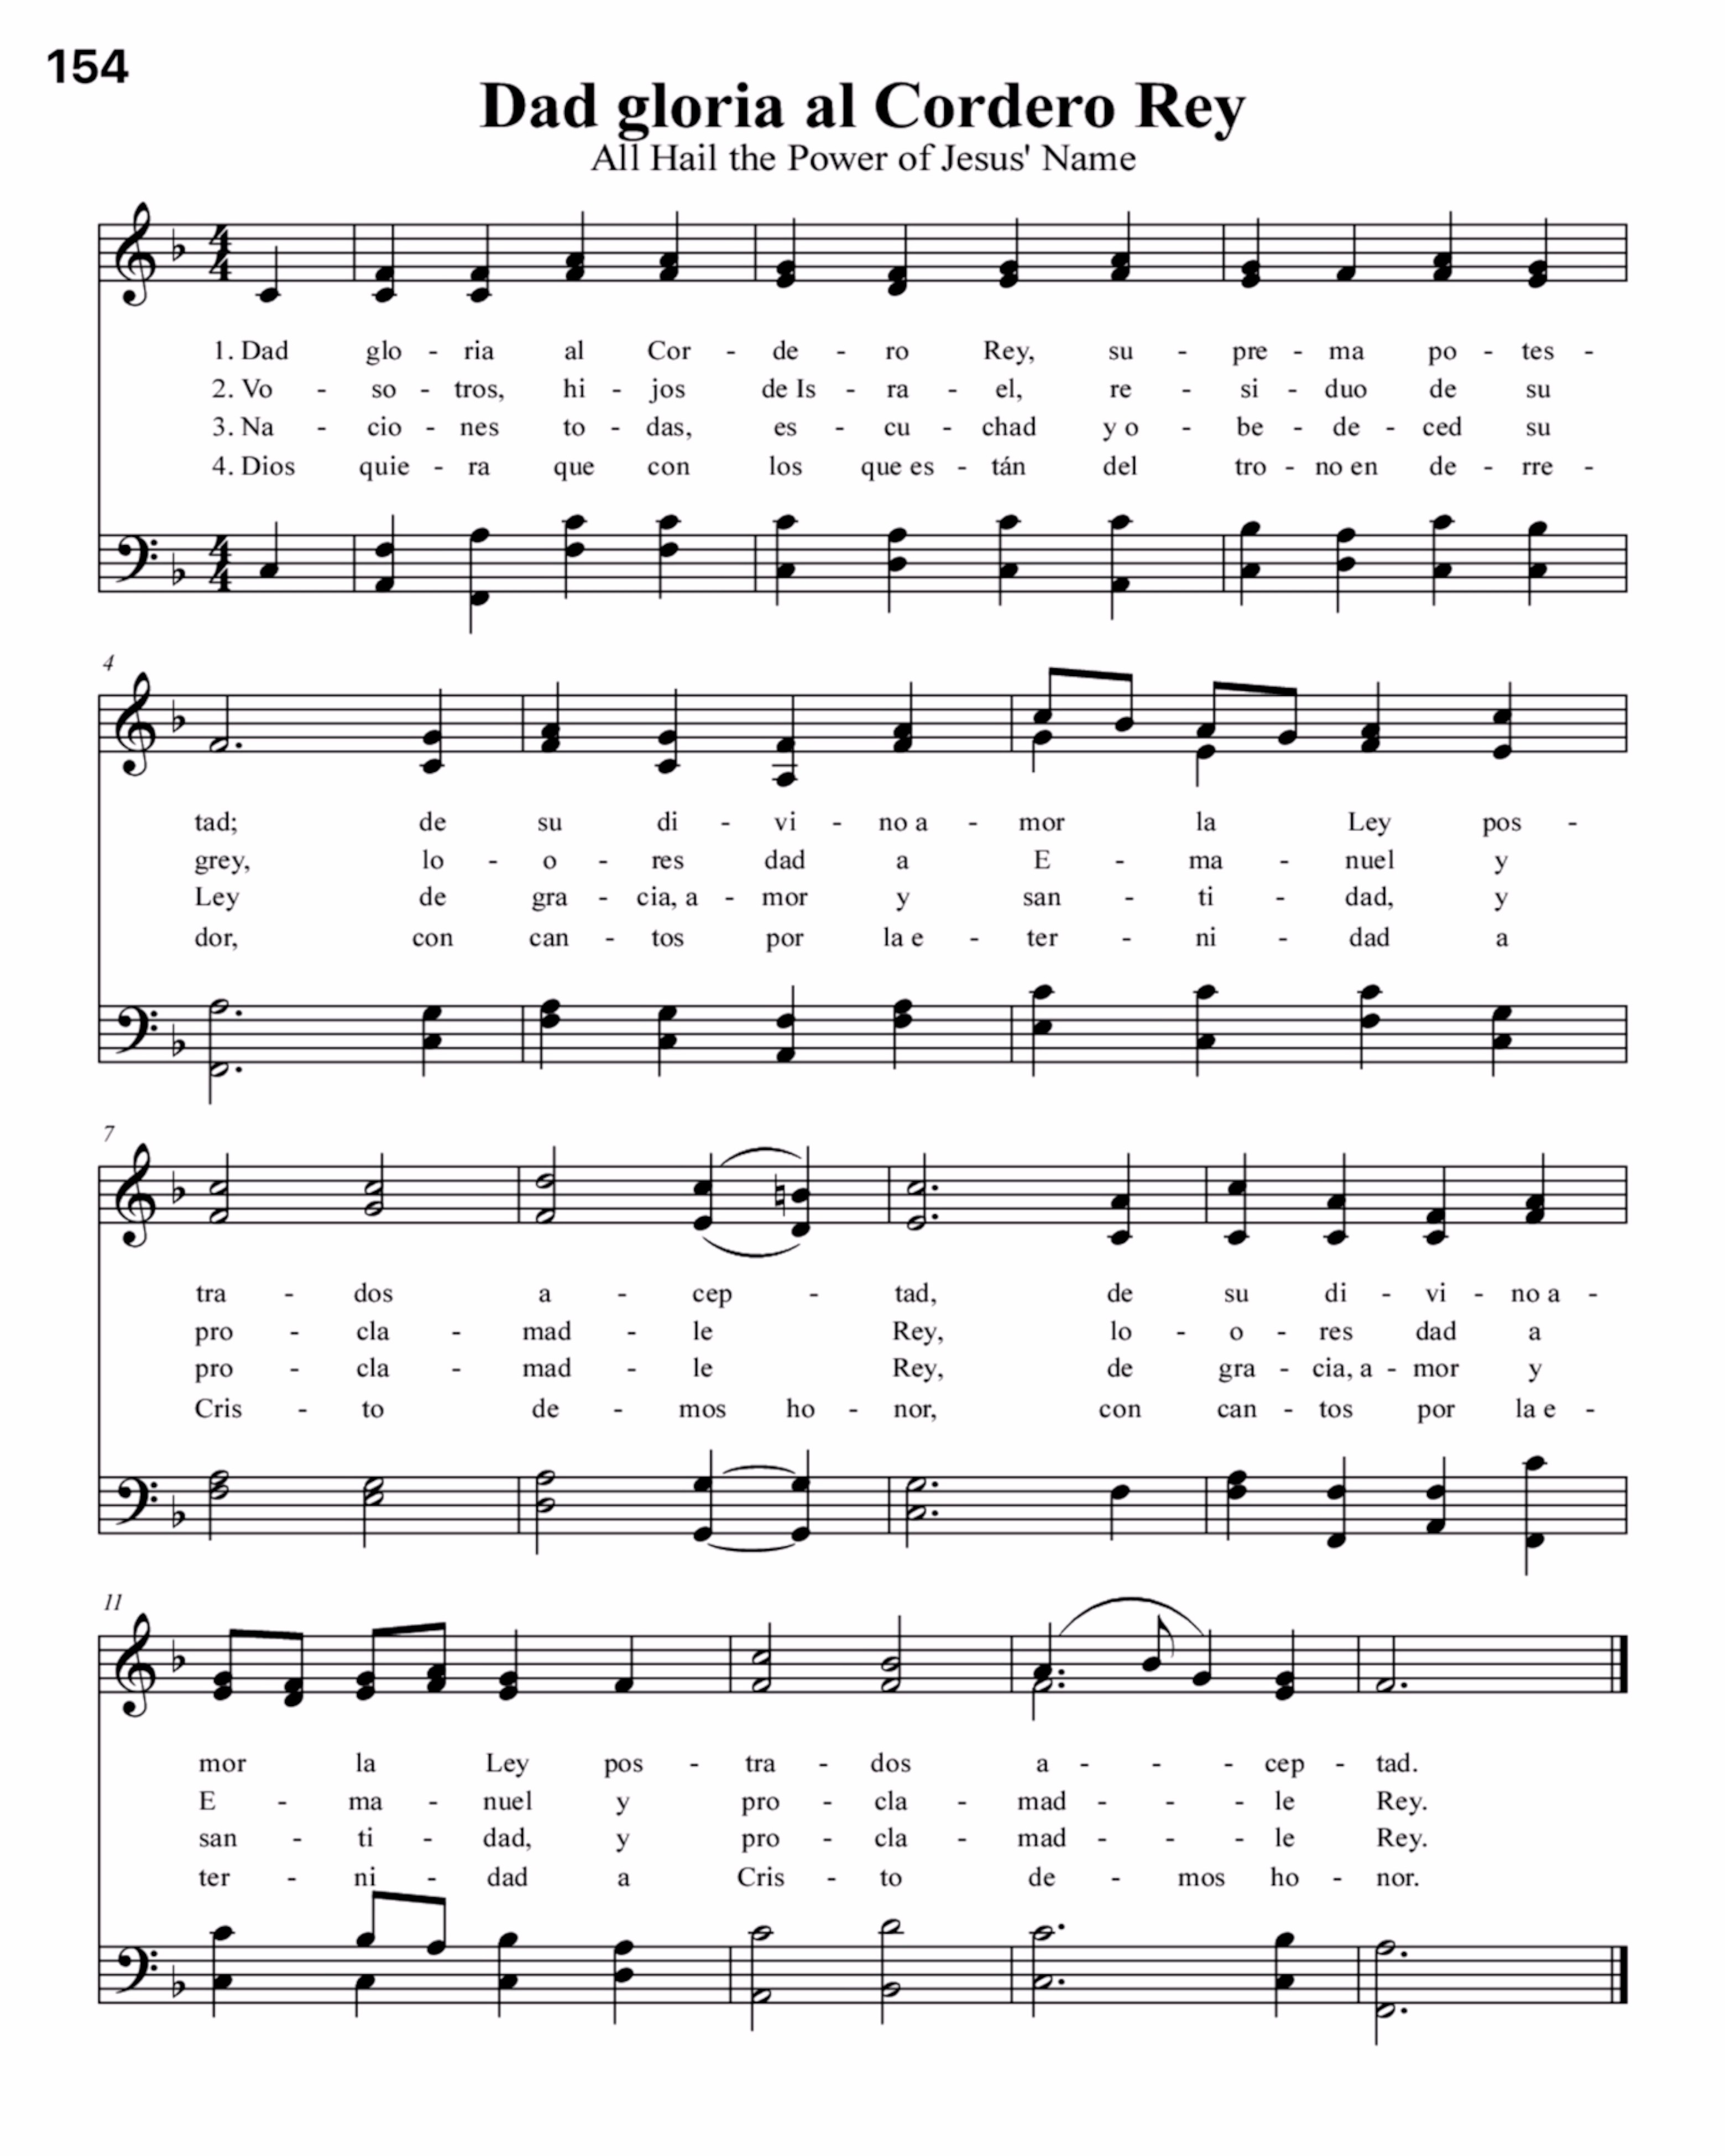 154
Dad gloria al Cordero Rey
All Hail the Power of Jesus' Name
1. Dad glo - ria al Cor - de - ro Rey, su - pre - ma po - tes -
2. Vo - so - tros, hi - jos de Is - ra - el, re - si - duo de su
3. Na - cio - nes to - das, es - cu - chad y o - be - de - ced su
4. Dios quie - ra que con los que es - tán del tro - no en de - rre -
4
tad; de su di - vi - no a - mor la Ley pos -
grey, lo - o - res dad a E - ma - nuel y
Ley de gra - cia, a - mor y san - ti - dad, y
dor, con can - tos por la e - ter - ni - dad a
7
tra - dos a - cep - tad, de su di - vi - no a -
pro - cla - mad - le Rey, lo - o - res dad a
pro - cla - mad - le Rey, de gra - cia, a - mor y
Cris - to de - mos ho - nor, con can - tos por la e -
11
mor la Ley pos - tra - dos a - - - cep - tad.
E - ma - nuel y pro - cla - mad - - - le Rey.
san - ti - dad, y pro - cla - mad - - - le Rey.
ter - ni - dad a Cris - to de - mos ho - nor.